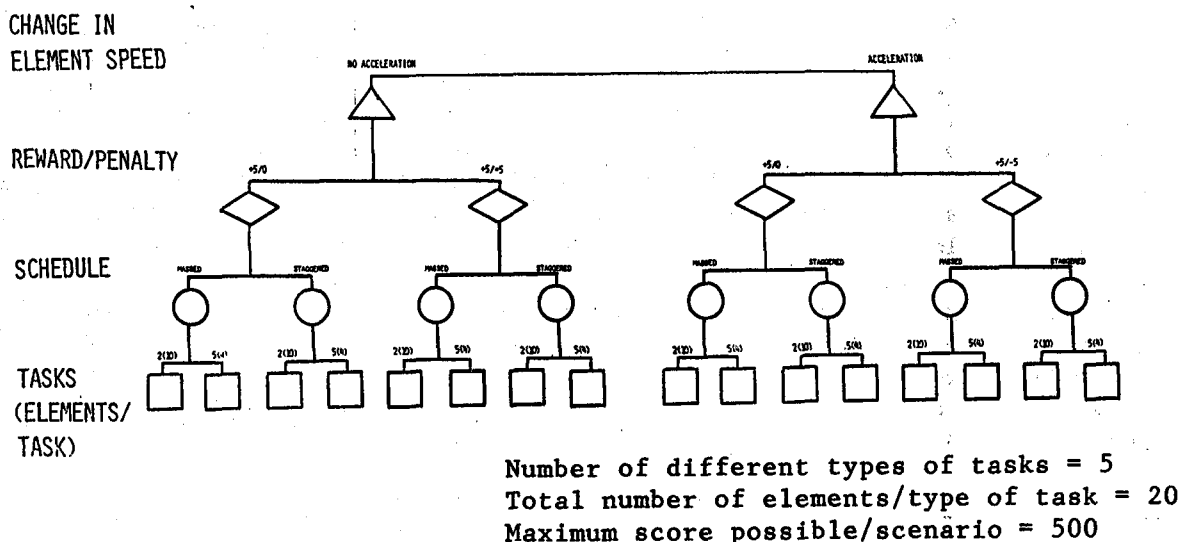 CHANGE IN
ELEMENT SPEED
NO ACCELERATION
ACCELERATION
REWARD/PENALTY
+5/0
+5/-5
+5/0
+5/-5
SCHEDULE
MASSED
STAGGERED
MASSED
STAGGERED
MASSED
STAGGERED
MASSED
STAGGERED
2(10) 5(4) 2(10) 5(4) 2(10) 5(4) 2(10) 5(4) 2(10) 5(4) 2(10) 5(4) 2(10) 5(4) 2(10) 5(4)
TASKS
(ELEMENTS/
TASK)
Number of different types of tasks = 5
Total number of elements/type of task = 20
Maximum score possible/scenario = 500